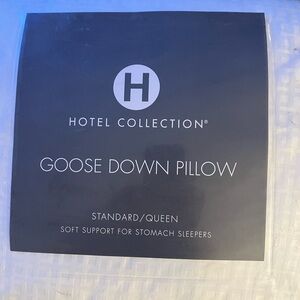 H
HOTEL COLLECTION®
GOOSE DOWN PILLOW
STANDARD/QUEEN
SOFT SUPPORT FOR STOMACH SLEEPERS